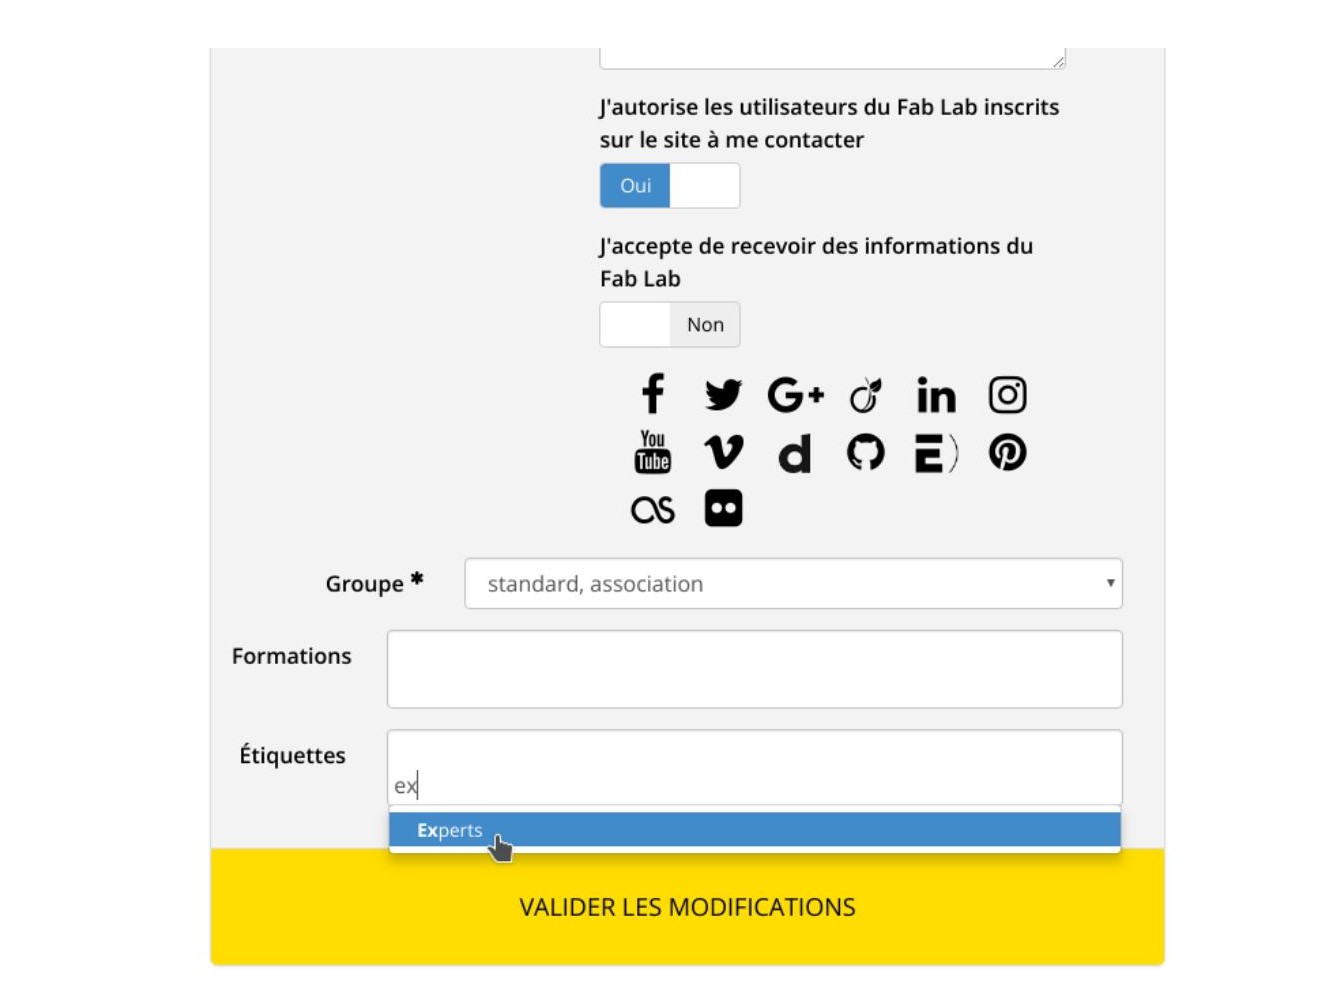 J'autorise les utilisateurs du Fab Lab inscrits
sur le site à me contacter
Oui
J'accepte de recevoir des informations du
Fab Lab
Non
You
Tube
Groupe *
standard, association
Formations
Étiquettes
ex
Experts
VALIDER LES MODIFICATIONS